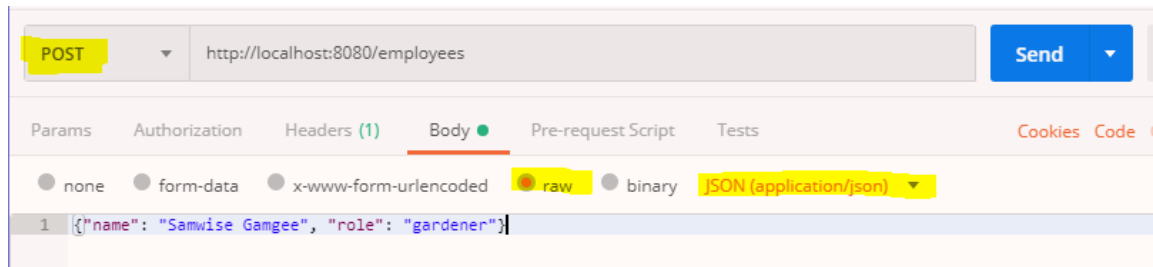 POST http://localhost:8080/employees Send
Params Authorization Headers (1) Body Pre-request Script Tests Cookies Code
none form-data x-www-form-urlencoded raw binary JSON (application/json)
1 {"name": "Samwise Gamgee", "role": "gardener"}